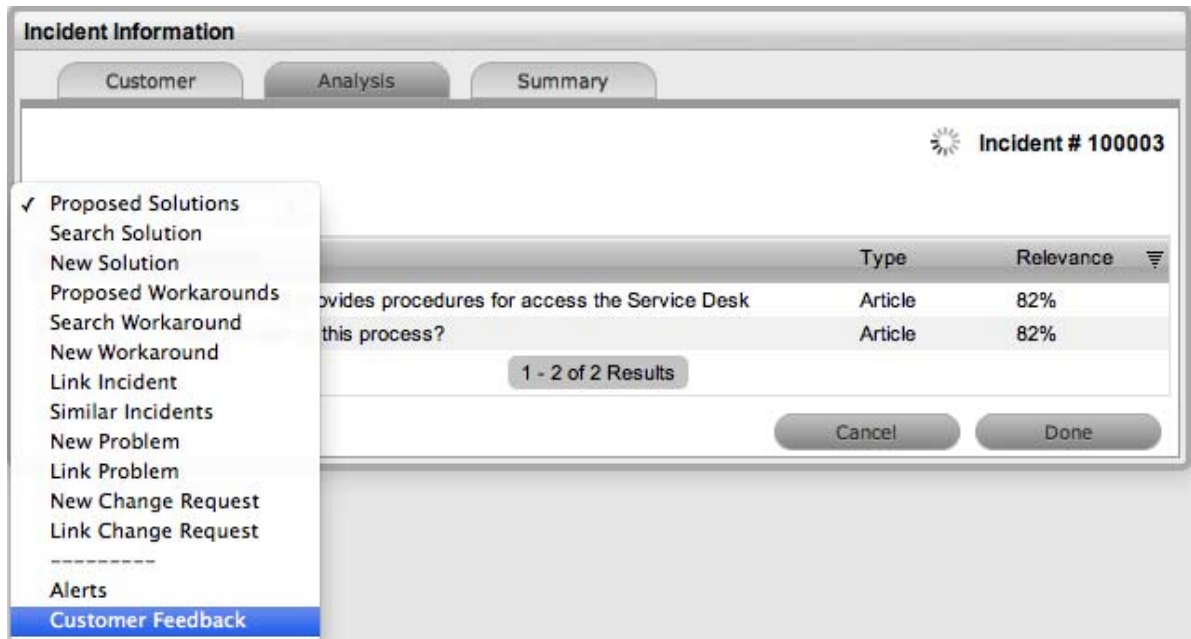 Incident Information
Customer Analysis Summary
Incident # 100003
✓ Proposed Solutions
Search Solution
New Solution
Proposed Workarounds
Search Workaround
New Workaround
Link Incident
Similar Incidents
New Problem
Link Problem
New Change Request
Link Change Request
---------
Alerts
Customer Feedback
Type Relevance
ovides procedures for access the Service Desk Article 82%
this process? Article 82%
1 - 2 of 2 Results
Cancel Done